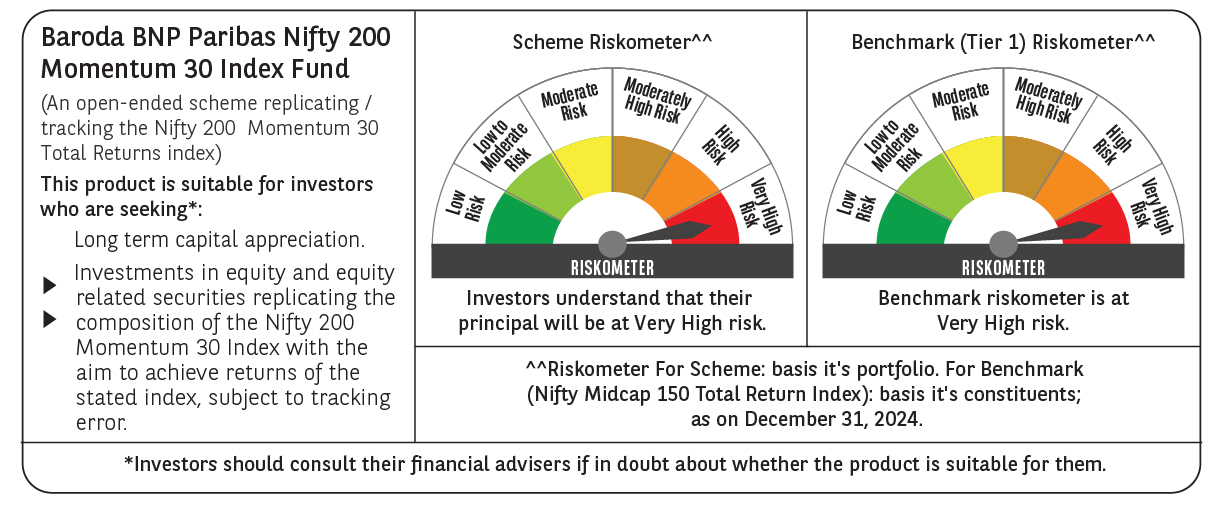 Baroda BNP Paribas Nifty 200
Momentum 30 Index Fund
(An open-ended scheme replicating /
tracking the Nifty 200 Momentum 30
Total Returns index)
This product is suitable for investors
who are seeking*:
Long term capital appreciation.
Investments in equity and equity
related securities replicating the
composition of the Nifty 200
Momentum 30 Index with the
aim to achieve returns of the
stated index, subject to tracking
error.
Scheme Riskometer^^
Low
Risk
Low to
Moderate
Risk
Moderate
Risk
Moderately
High Risk
High
Risk
Very High
Risk
RISKOMETER
Investors understand that their
principal will be at Very High risk.
Benchmark (Tier 1) Riskometer^^
Low
Risk
Low to
Moderate
Risk
Moderate
Risk
Moderately
High Risk
High
Risk
Very High
Risk
RISKOMETER
Benchmark riskometer is at
Very High risk.
^^Riskometer For Scheme: basis it's portfolio. For Benchmark
(Nifty Midcap 150 Total Return Index): basis it's constituents;
as on December 31, 2024.
*Investors should consult their financial advisers if in doubt about whether the product is suitable for them.